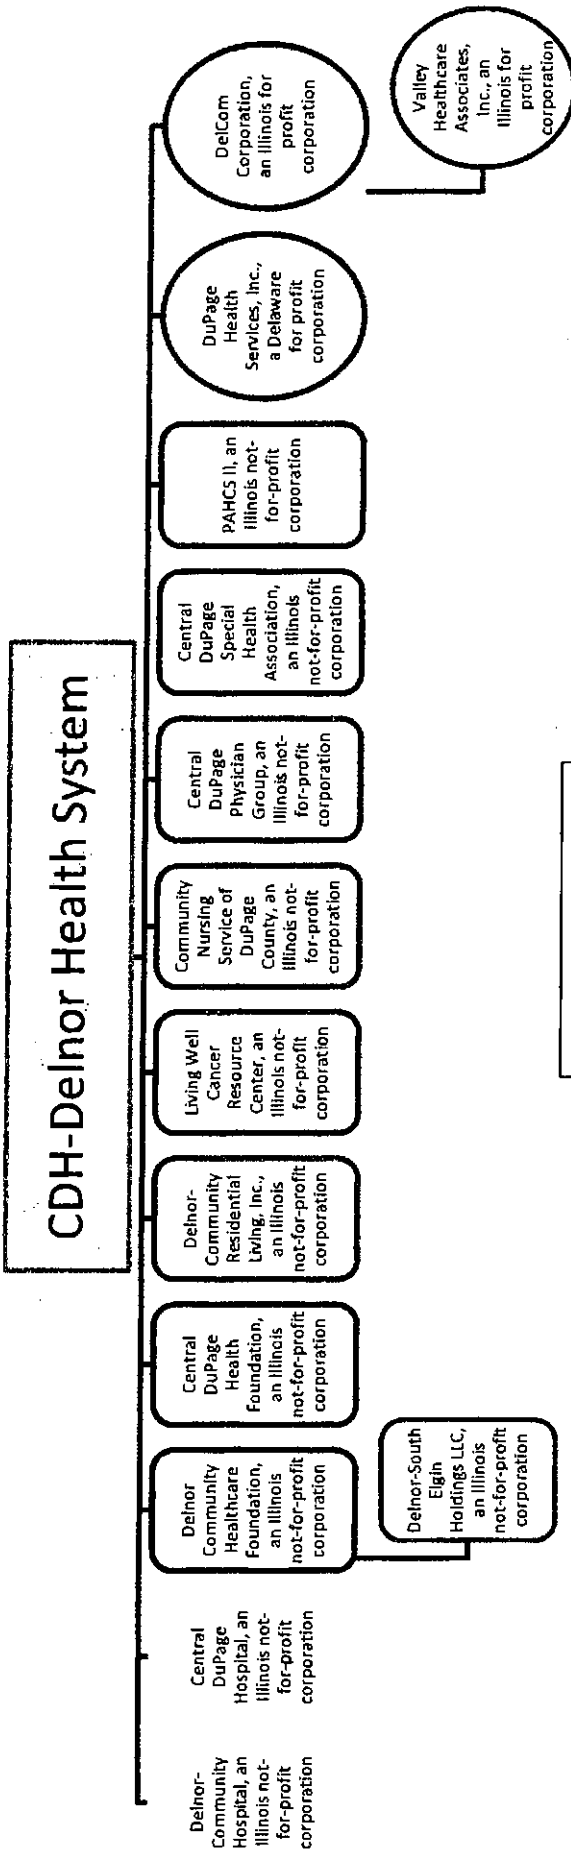 CDH-Delnor Health System
Delnor-
Community
Hospital, an
Illinois not-
for-profit
corporation
Central
DuPage
Hospital, an
Illinois not-
for-profit
corporation
Delnor
Community
Healthcare
Foundation,
an Illinois
not-for-profit
corporation
Delnor-South
Elgin
Holdings LLC,
an Illinois
not-for-profit
corporation
Central
DuPage
Health
Foundation,
an Illinois
not-for-profit
corporation
Delnor-
Community
Residential
Living, Inc.,
an Illinois
not-for-profit
corporation
Living Well
Cancer
Resource
Center, an
Illinois not-
for-profit
corporation
Community
Nursing
Service of
DuPage
County, an
Illinois not-
for-profit
corporation
Central
DuPage
Physician
Group, an
Illinois not-
for-profit
corporation
Central
DuPage
Special
Health
Association,
an Illinois
not-for-profit
corporation
PAHCS II, an
Illinois not-
for-profit
corporation
DuPage
Health
Services, Inc.,
a Delaware
for profit
corporation
DelCom
Corporation,
an Illinois for
profit
corporation
Valley
Healthcare
Associates,
Inc., an
Illinois for
profit
corporation